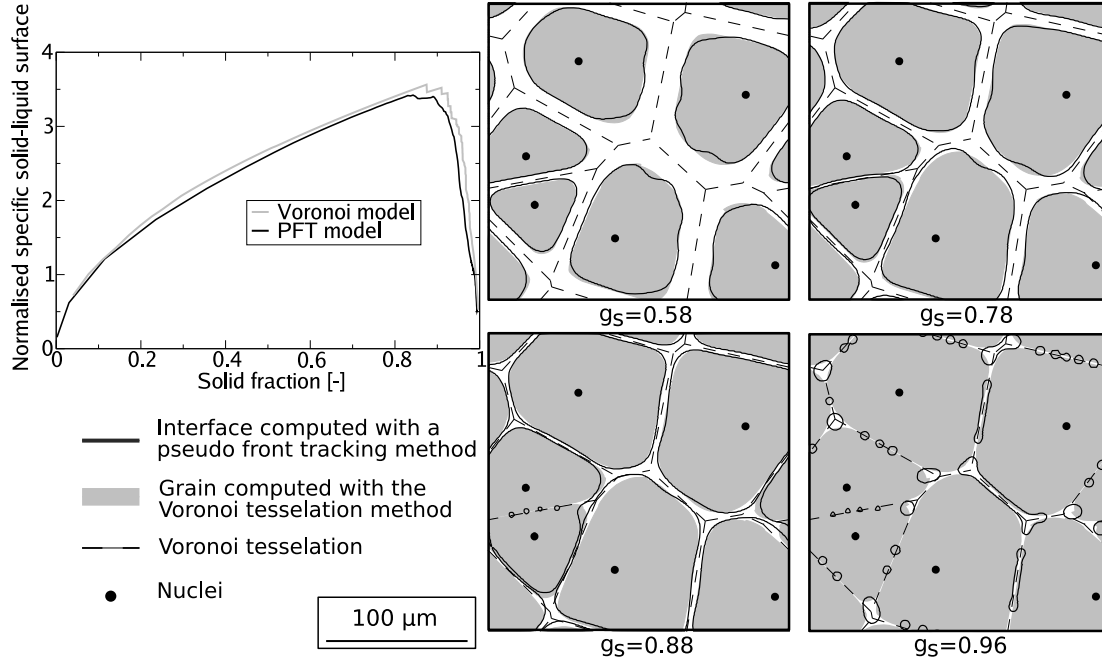 Normalised specific solid-liquid surface
4
3
2
1
0
0
0.2
0.4
0.6
0.8
1
Solid fraction [-]
Voronoi model
PFT model
Interface computed with a
pseudo front tracking method
Grain computed with the
Voronoi tesselation method
Voronoi tesselation
Nuclei
100 μm
gs=0.58
gs=0.78
gs=0.88
gs=0.96